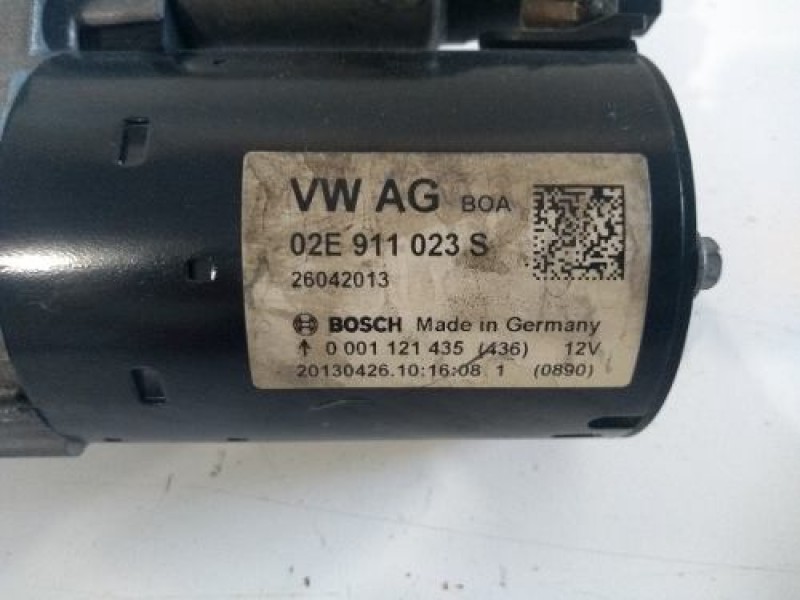 VW AG BOA
02E 911 023 S
26042013
BOSCH Made in Germany
↑ 0 001 121 435 (436) 12V
20130426.10:16:08 1 (0890)